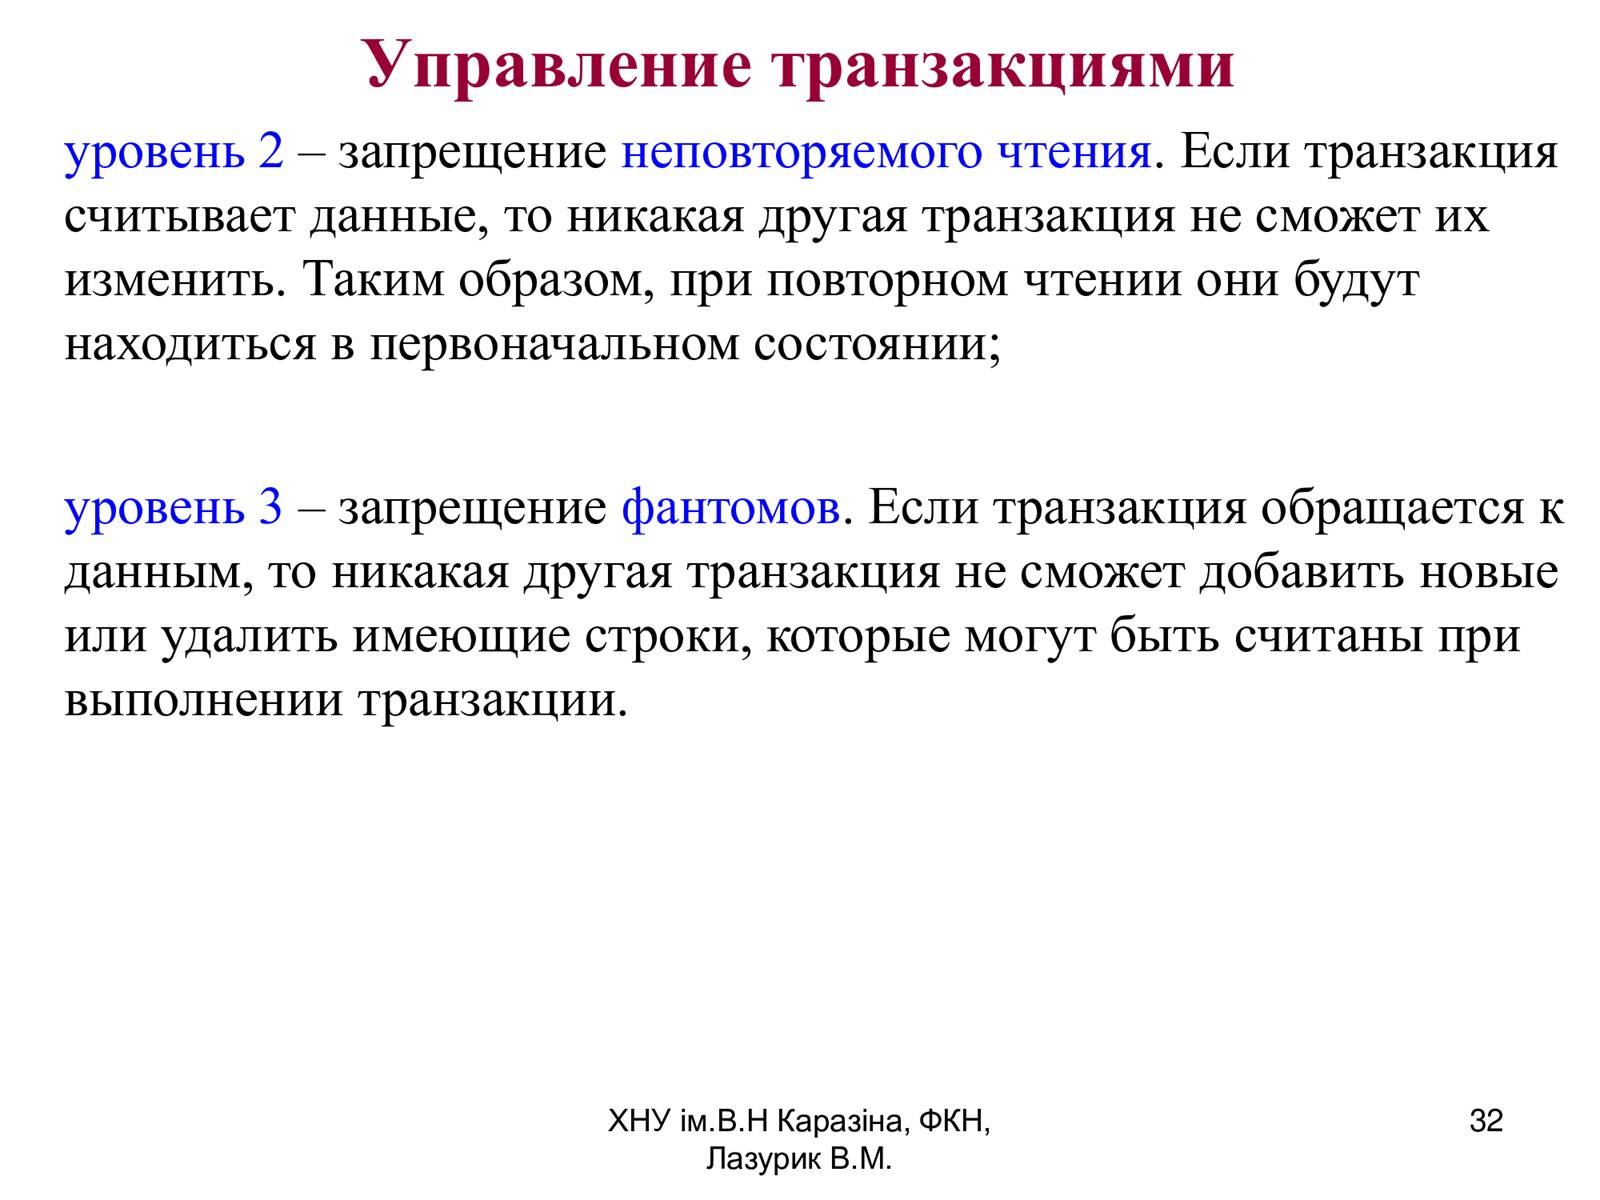 Управление транзакциями
уровень 2 – запрещение неповторяемого чтения. Если транзакция
считывает данные, то никакая другая транзакция не сможет их
изменить. Таким образом, при повторном чтении они будут
находиться в первоначальном состоянии;
уровень 3 – запрещение фантомов. Если транзакция обращается к
данным, то никакая другая транзакция не сможет добавить новые
или удалить имеющие строки, которые могут быть считаны при
выполнении транзакции.
ХНУ ім.В.Н Каразіна, ФКН,
Лазурик В.М.
32